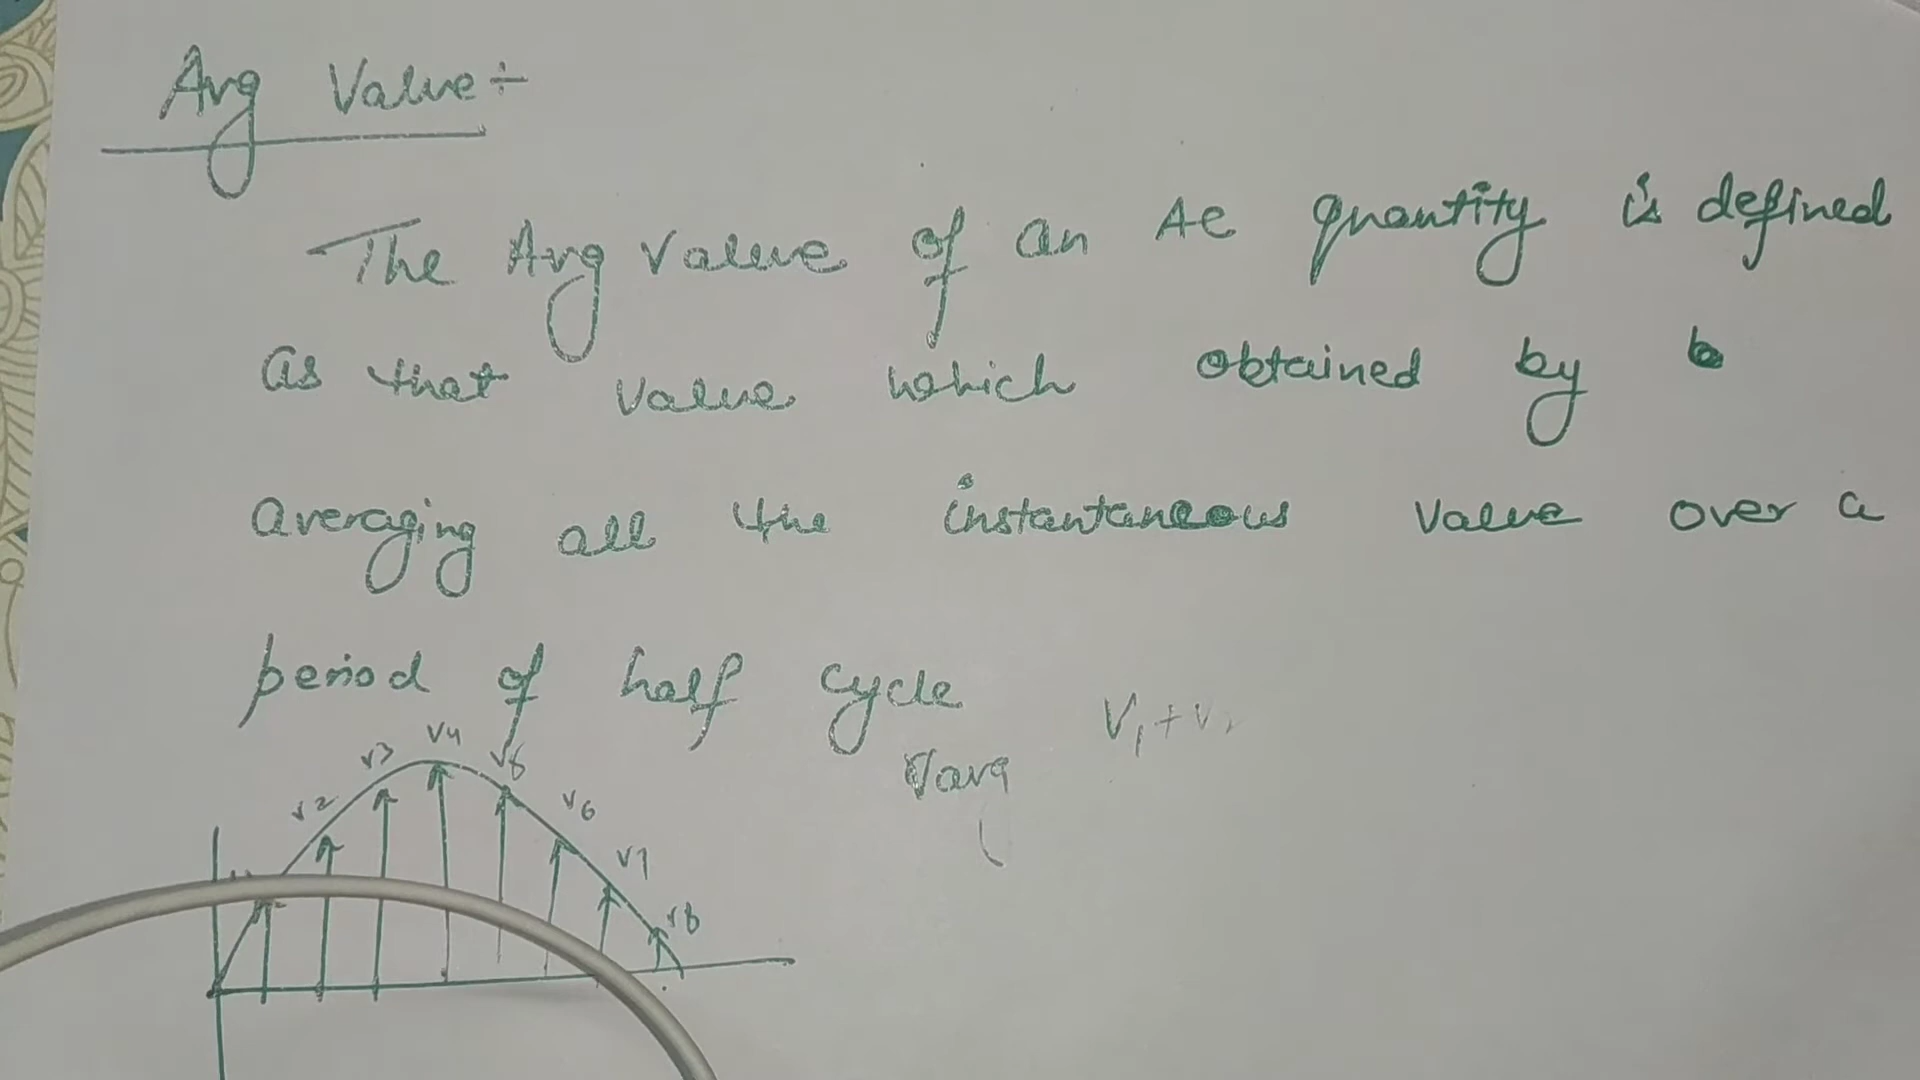 Avg Value÷
The Avg Value of an AC quantity is defined
as that value which obtained by b
averaging all the instantaneous value over a
period of half cycle
V1+V2
Vavg
V2 V3 V4 V5 V6 V7 V8